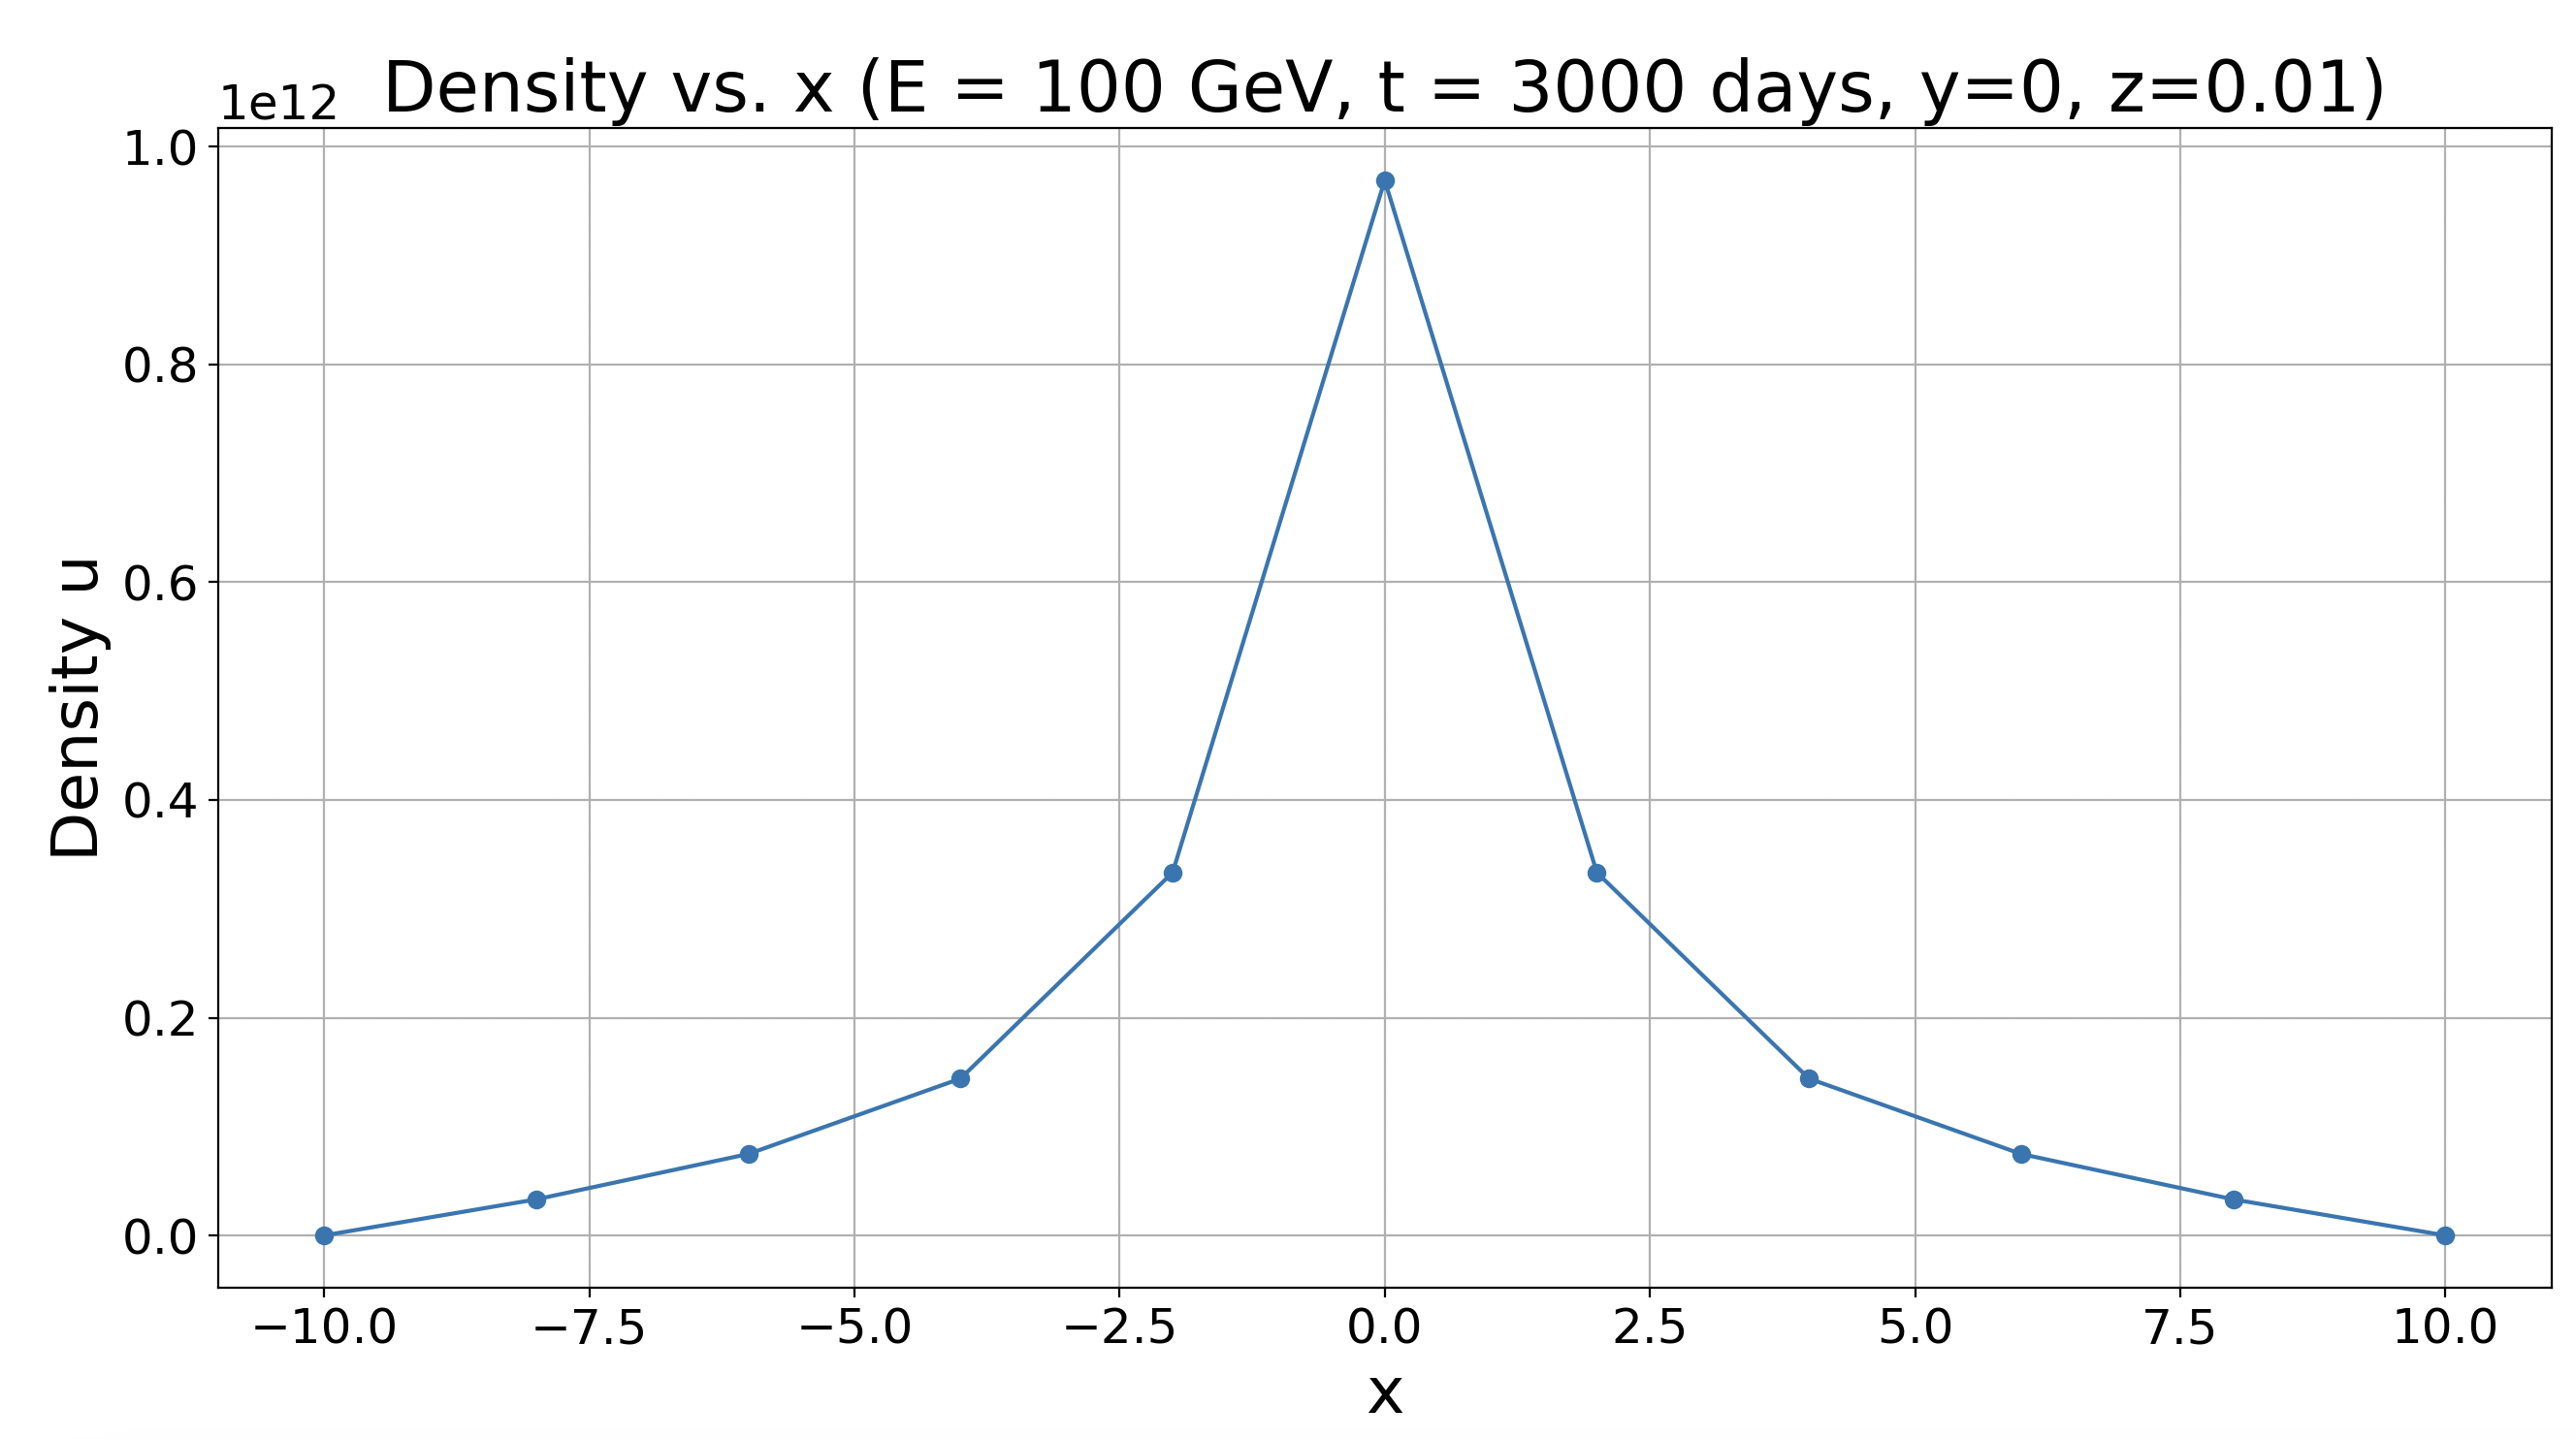 1e12
Density vs. x (E = 100 GeV, t = 3000 days, y=0, z=0.01)
1.0
0.8
0.6
0.4
0.2
0.0
Density u
−10.0 −7.5 −5.0 −2.5 0.0 2.5 5.0 7.5 10.0
x